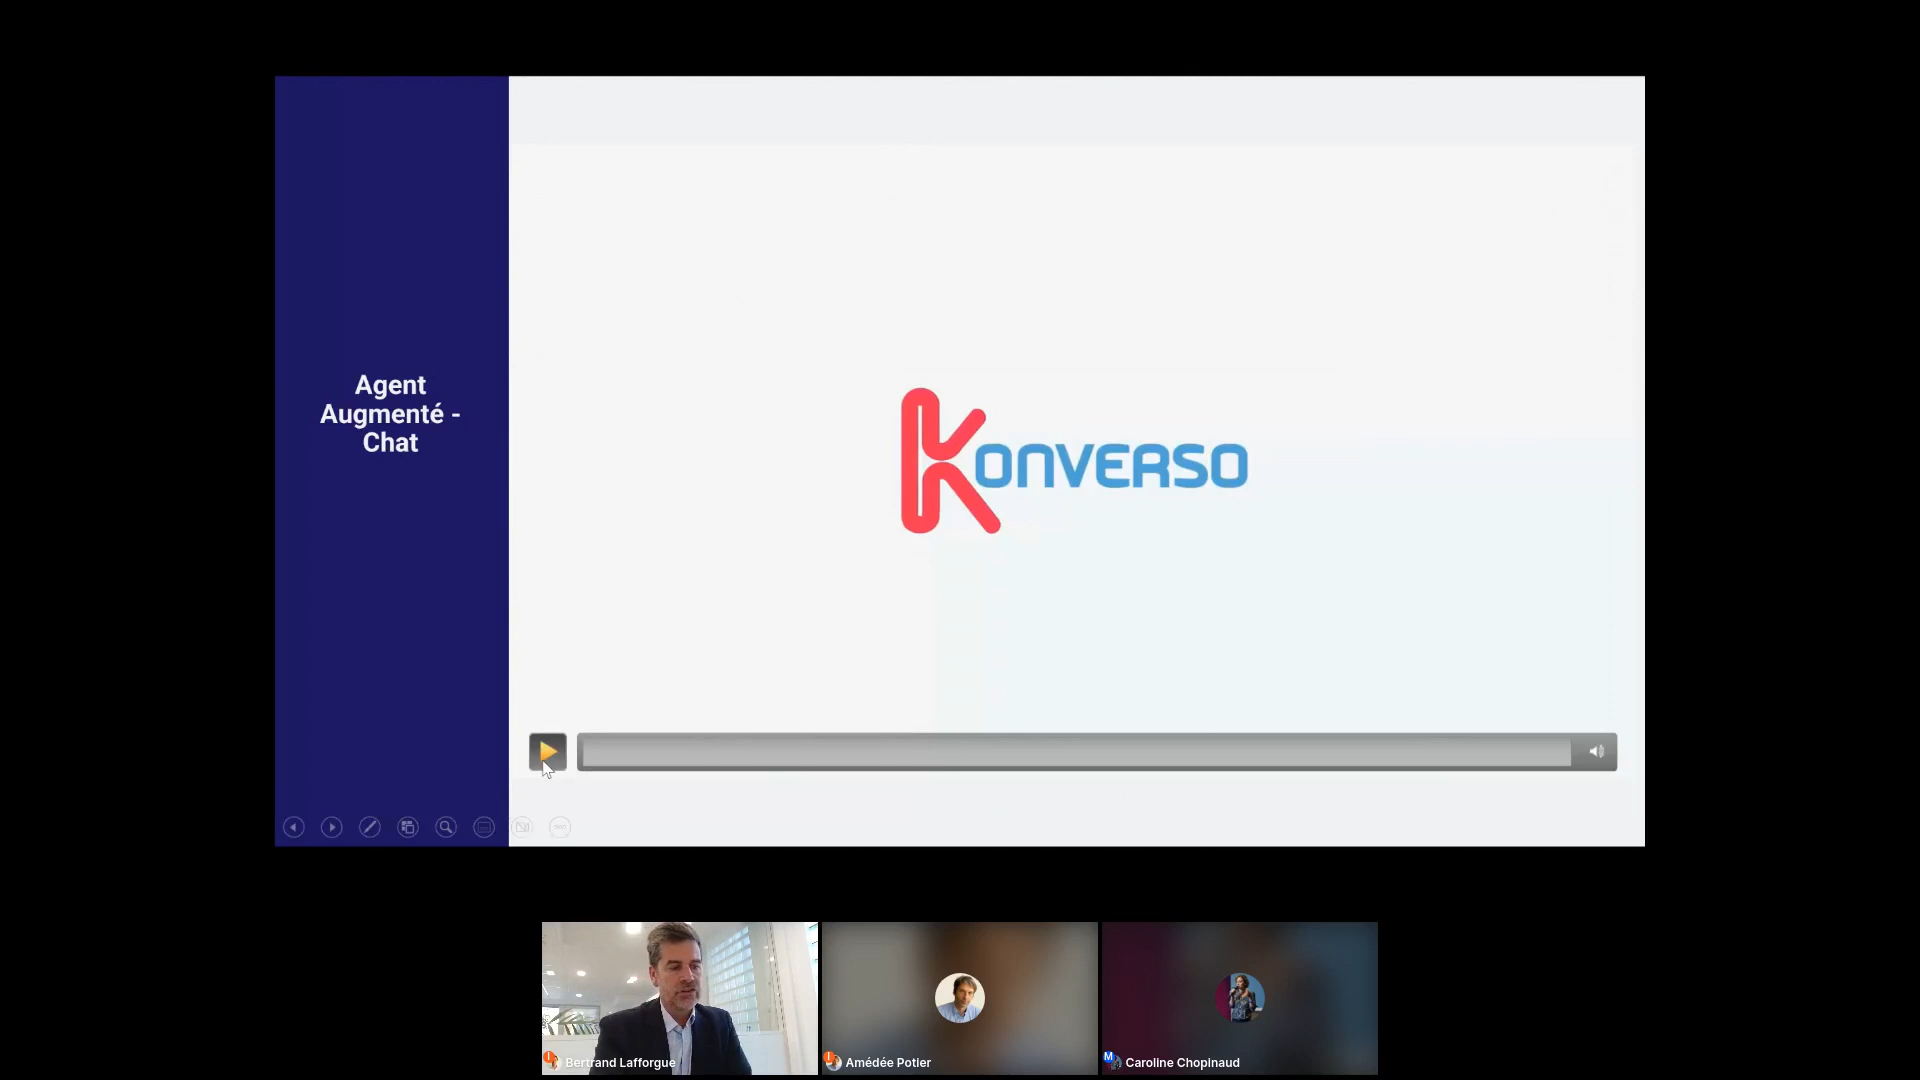 Agent
Augmenté -
Chat
KONVERSO
Bertrand Lafforgue
Amédée Potier
M
Caroline Chopinaud